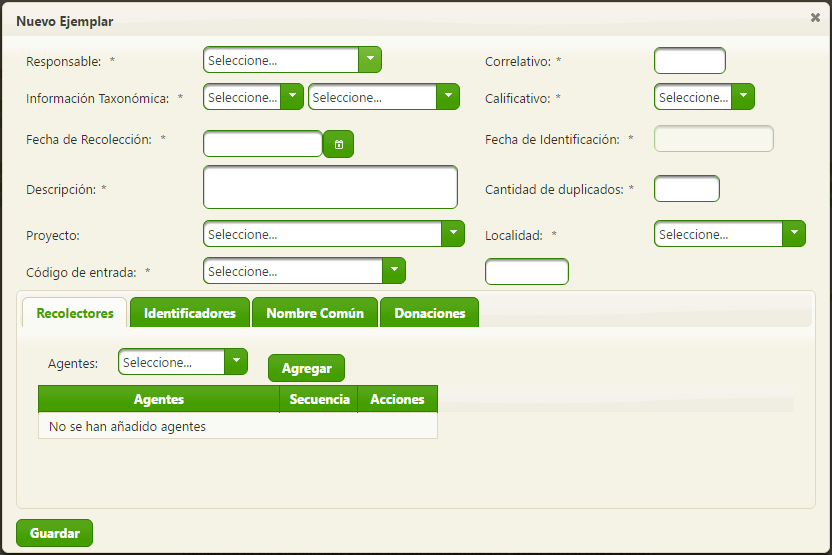 Nuevo Ejemplar
Responsable: * Seleccione... Correlativo: *
Información Taxonómica: * Seleccione... Seleccione... Calificativo: * Seleccione...
Fecha de Recolección: * Fecha de Identificación: *
Descripción: * Cantidad de duplicados: *
Proyecto: Seleccione... Localidad: * Seleccione...
Código de entrada: * Seleccione...
Recolectores Identificadores Nombre Común Donaciones
Agentes: Seleccione... Agregar
Agentes Secuencia Acciones
No se han añadido agentes
Guardar